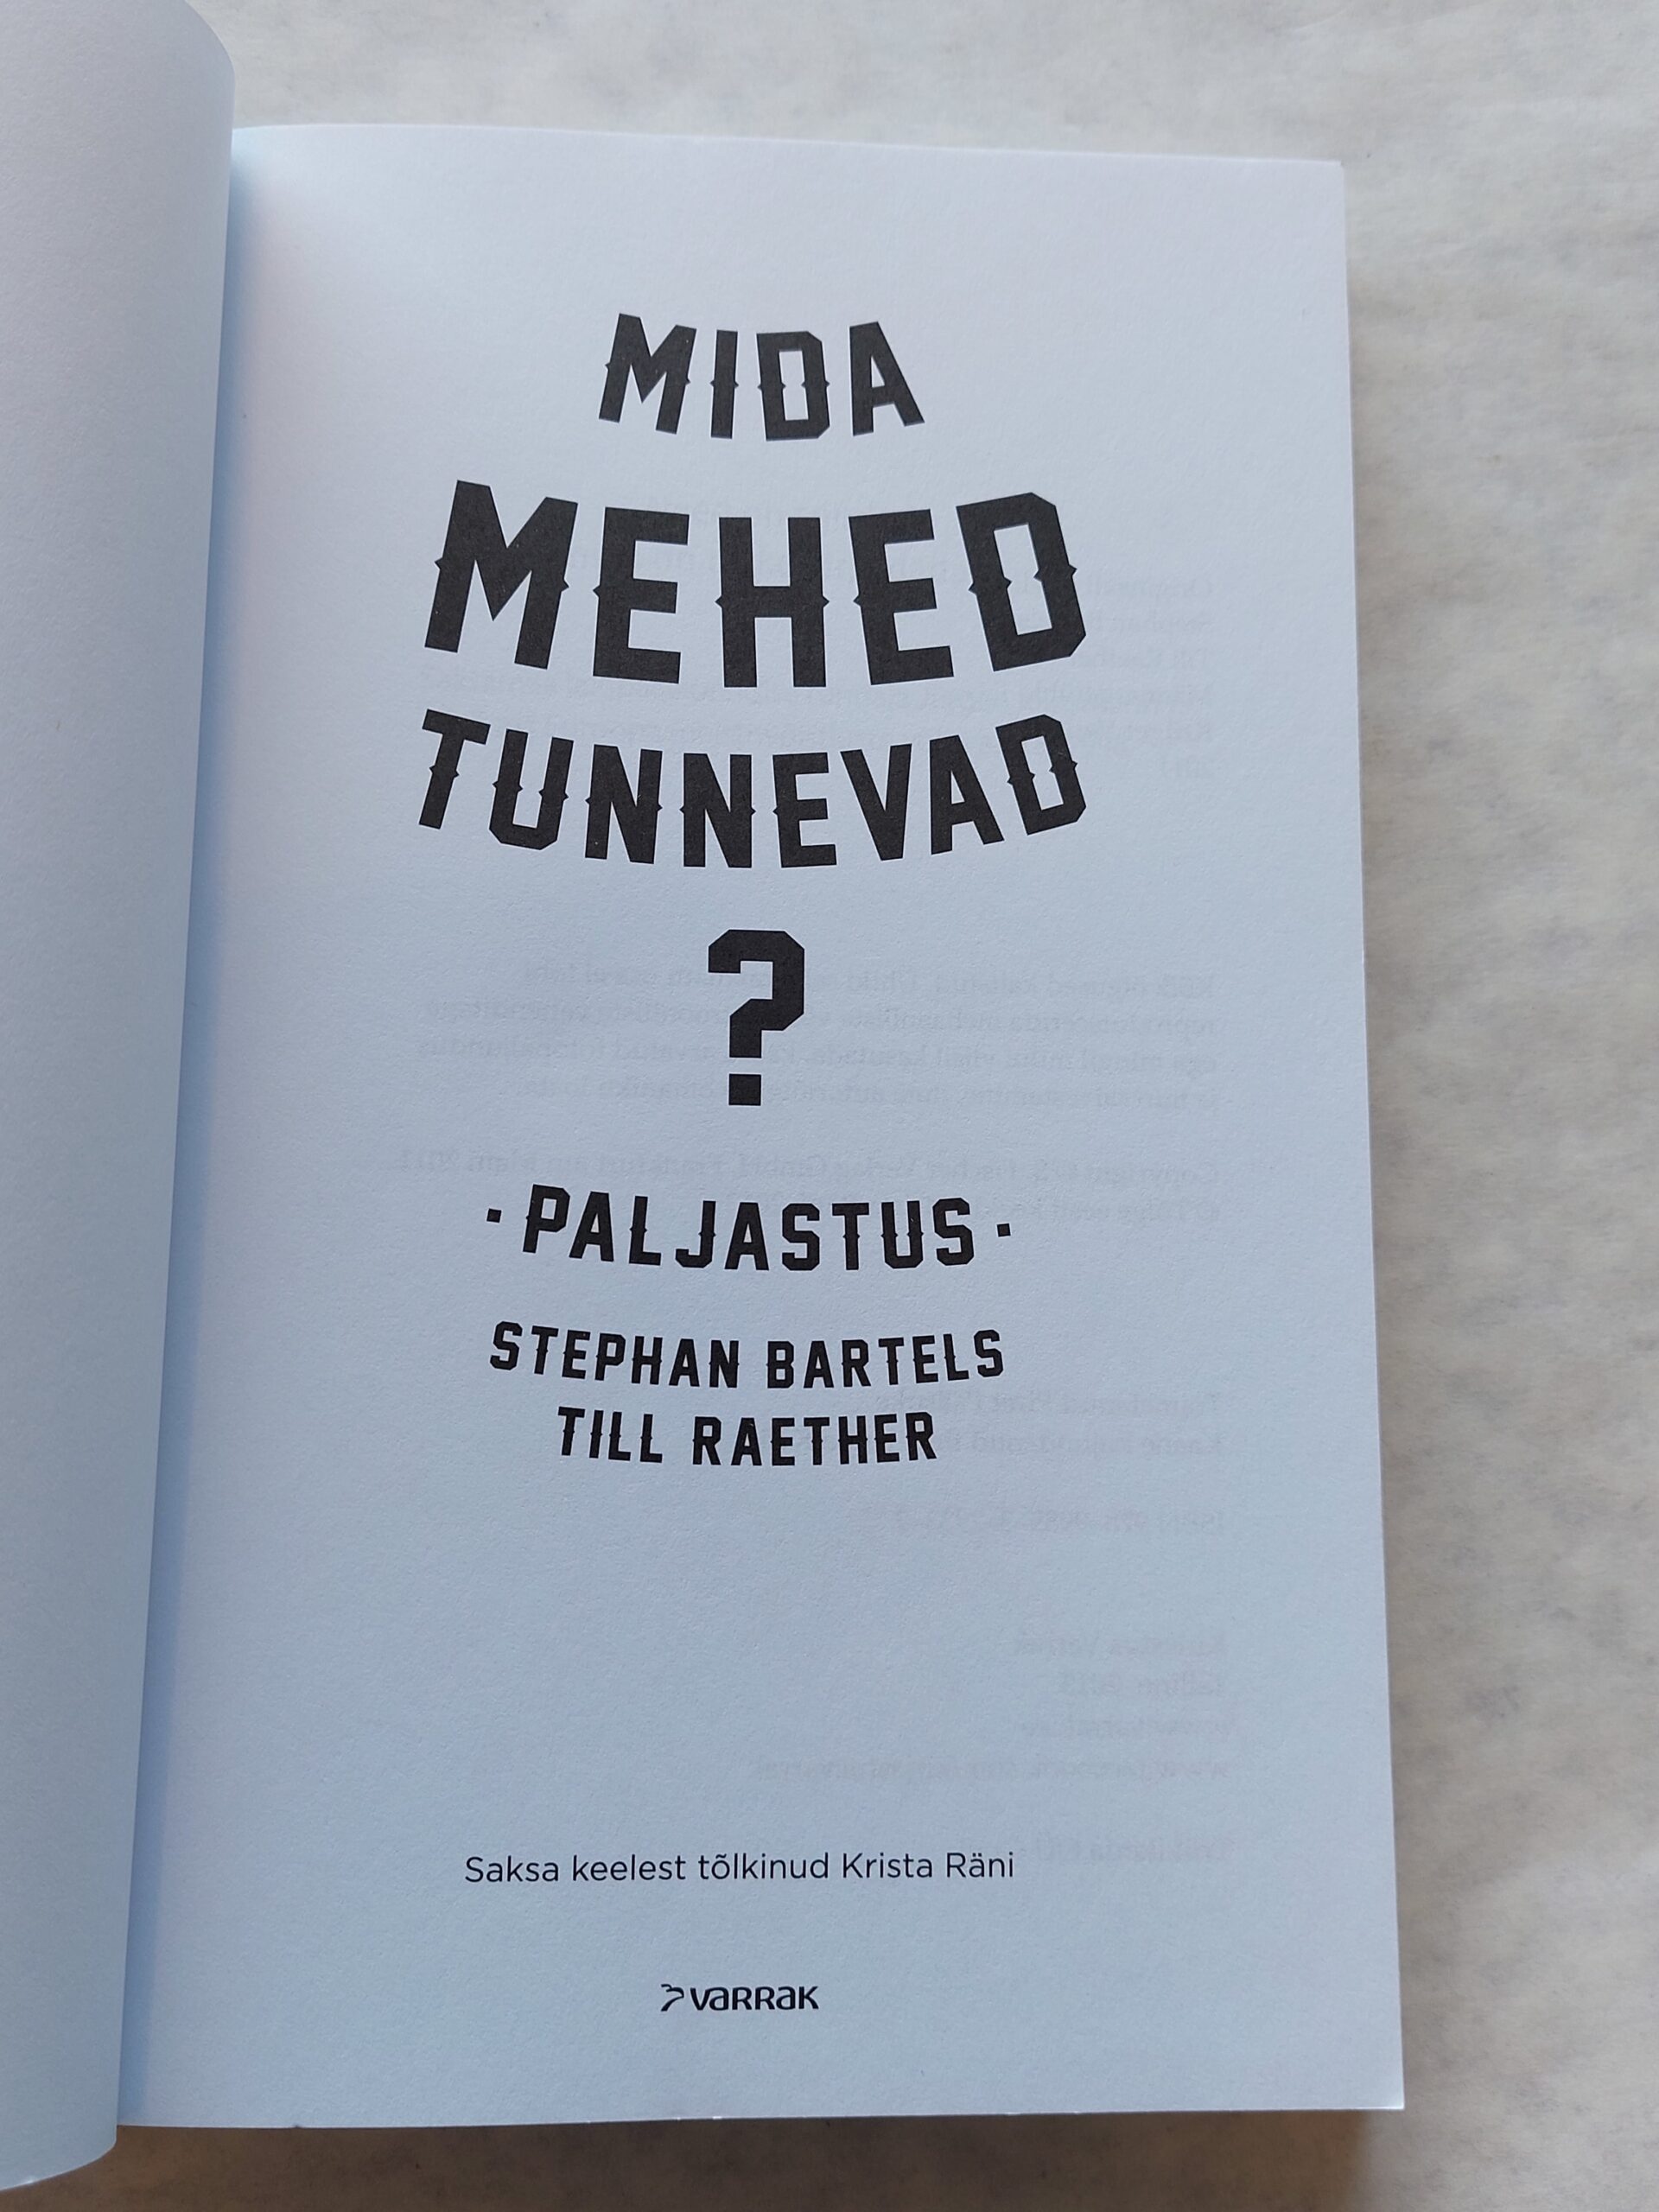 MIDA
MEHED
TUNNEVAD
?
· PALJASTUS ·
STEPHAN BARTELS
TILL RAETHER
Saksa keelest tõlkinud Krista Räni
VARRAK